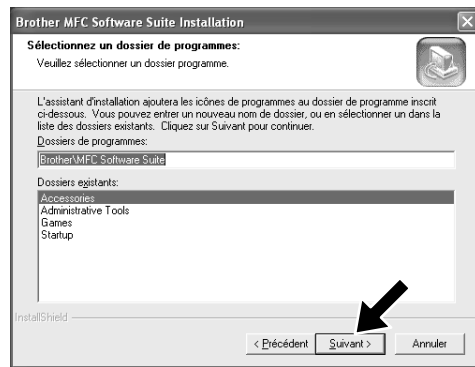 Brother MFC Software Suite Installation
Sélectionnez un dossier de programmes:
Veuillez sélectionner un dossier programme.
L'assistant d'installation ajoutera les icônes de programmes au dossier de programme inscrit
ci-dessous. Vous pouvez entrer un nouveau nom de dossier, ou en sélectionner un dans la
liste des dossiers existants. Cliquez sur Suivant pour continuer.
Dossiers de programmes:
Brother\MFC Software Suite
Dossiers existants:
Accessories
Administrative Tools
Games
Startup
InstallShield
< Précédent Suivant > Annuler